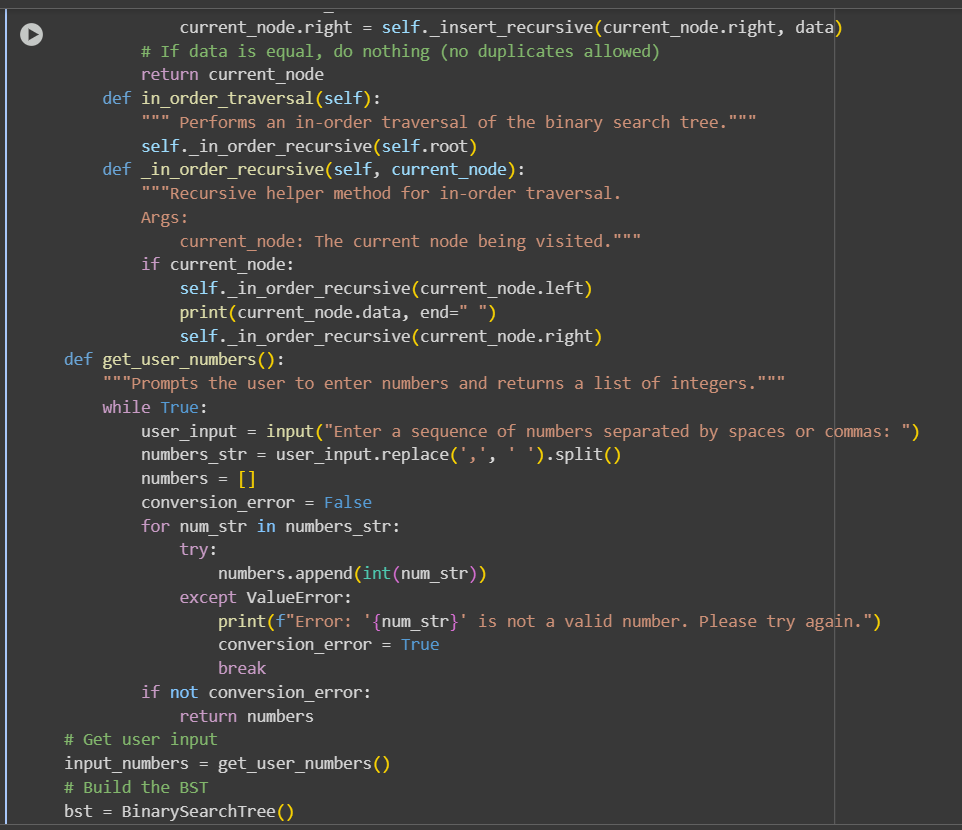 current_node.right = self._insert_recursive(current_node.right, data)
        # If data is equal, do nothing (no duplicates allowed)
        return current_node
    def in_order_traversal(self):
        """ Performs an in-order traversal of the binary search tree."""
        self._in_order_recursive(self.root)
    def _in_order_recursive(self, current_node):
        """Recursive helper method for in-order traversal.
        Args:
            current_node: The current node being visited."""
        if current_node:
            self._in_order_recursive(current_node.left)
            print(current_node.data, end=" ")
            self._in_order_recursive(current_node.right)
def get_user_numbers():
    """Prompts the user to enter numbers and returns a list of integers."""
    while True:
        user_input = input("Enter a sequence of numbers separated by spaces or commas: ")
        numbers_str = user_input.replace(',', ' ').split()
        numbers = []
        conversion_error = False
        for num_str in numbers_str:
            try:
                numbers.append(int(num_str))
            except ValueError:
                print(f"Error: '{num_str}' is not a valid number. Please try again.")
                conversion_error = True
                break
        if not conversion_error:
            return numbers
# Get user input
input_numbers = get_user_numbers()
# Build the BST
bst = BinarySearchTree()